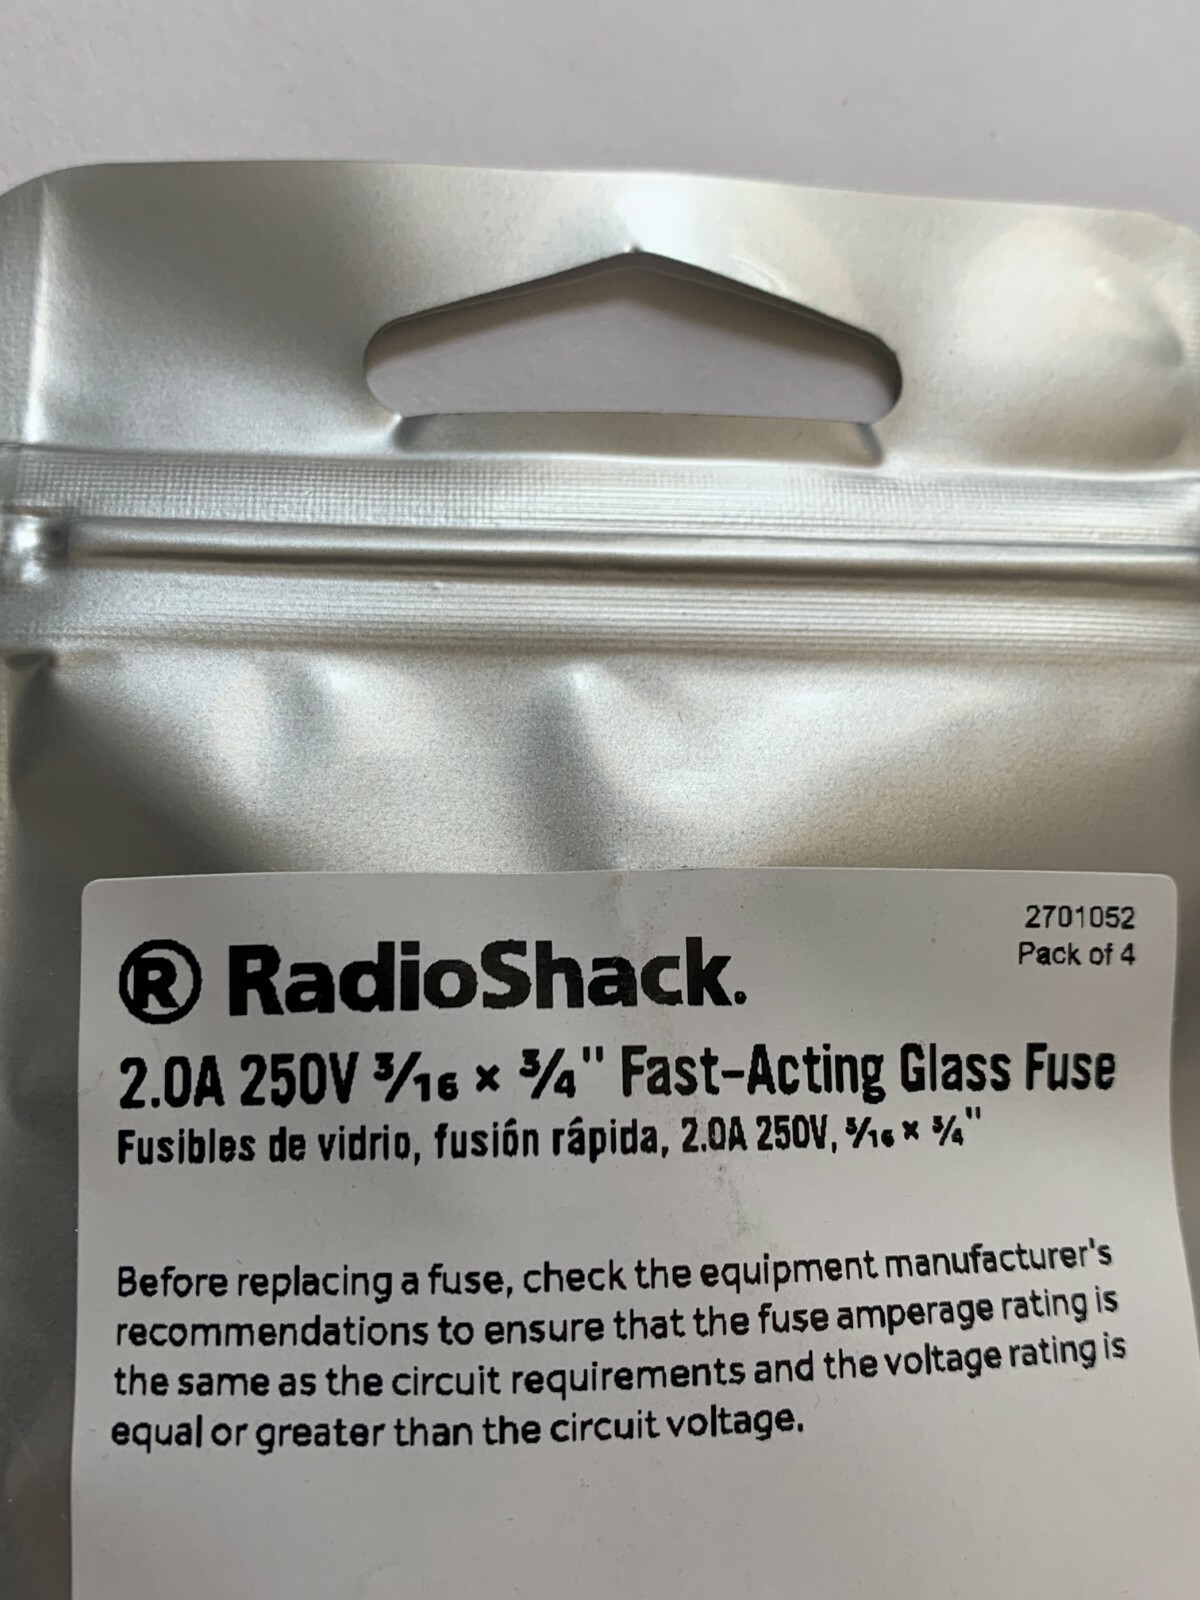 2701052
Pack of 4
® RadioShack.
2.0A 250V 3/16 × 3/4" Fast-Acting Glass Fuse
Fusibles de vidrio, fusión rápida, 2.0A 250V, 3/16 × 3/4"
Before replacing a fuse, check the equipment manufacturer's
recommendations to ensure that the fuse amperage rating is
the same as the circuit requirements and the voltage rating is
equal or greater than the circuit voltage.